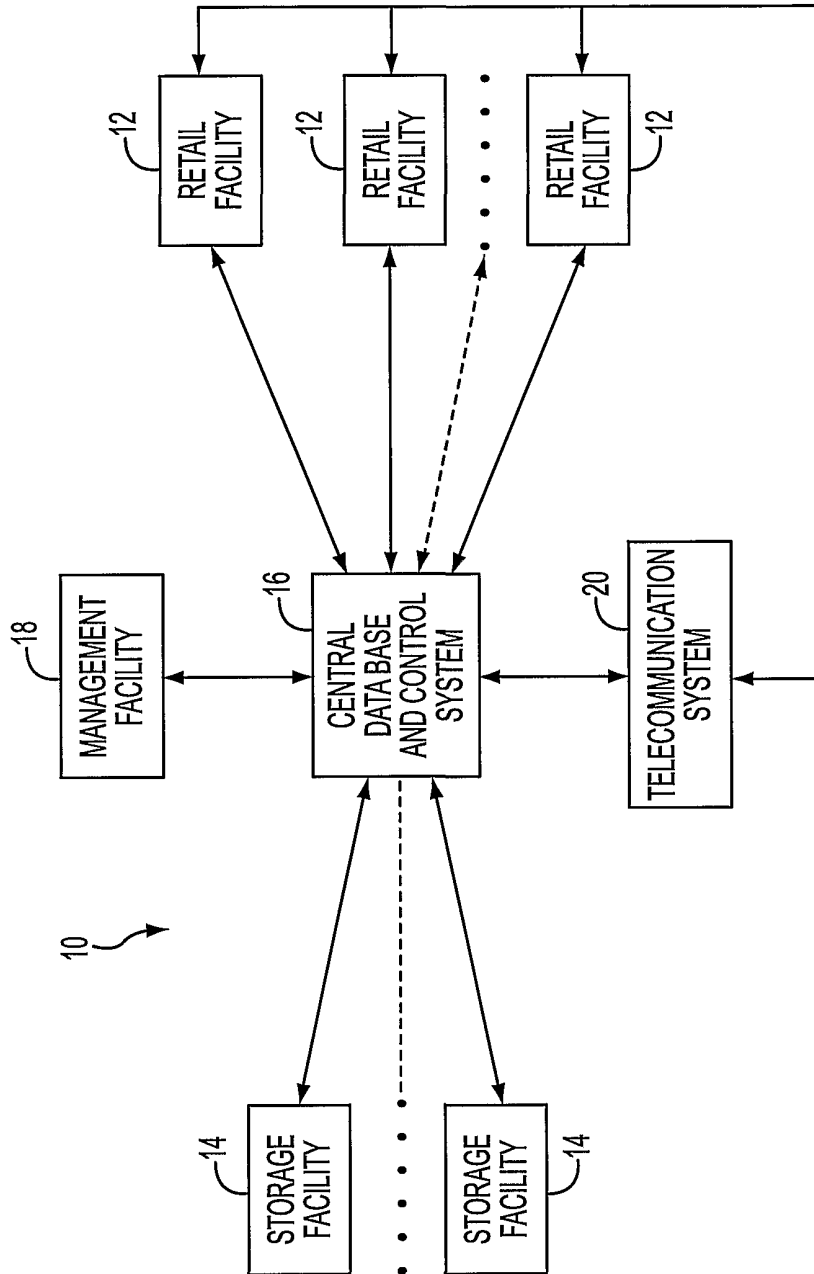 10
18
MANAGEMENT
FACILITY
14
STORAGE
FACILITY
STORAGE
FACILITY
14
16
CENTRAL
DATA BASE
AND CONTROL
SYSTEM
20
TELECOMMUNICATION
SYSTEM
12
RETAIL
FACILITY
12
RETAIL
FACILITY
RETAIL
FACILITY
12